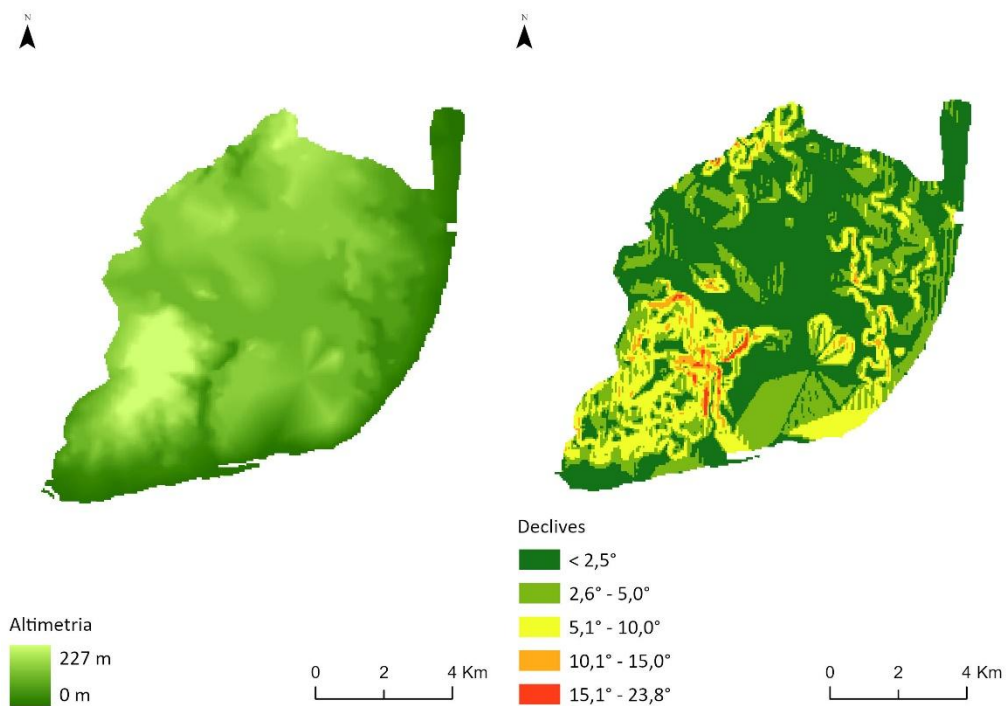 N
N
Altimetria
227 m
0 m
0 2 4 Km
Declives
< 2,5°
2,6° - 5,0°
5,1° - 10,0°
10,1° - 15,0°
15,1° - 23,8°
0 2 4 Km